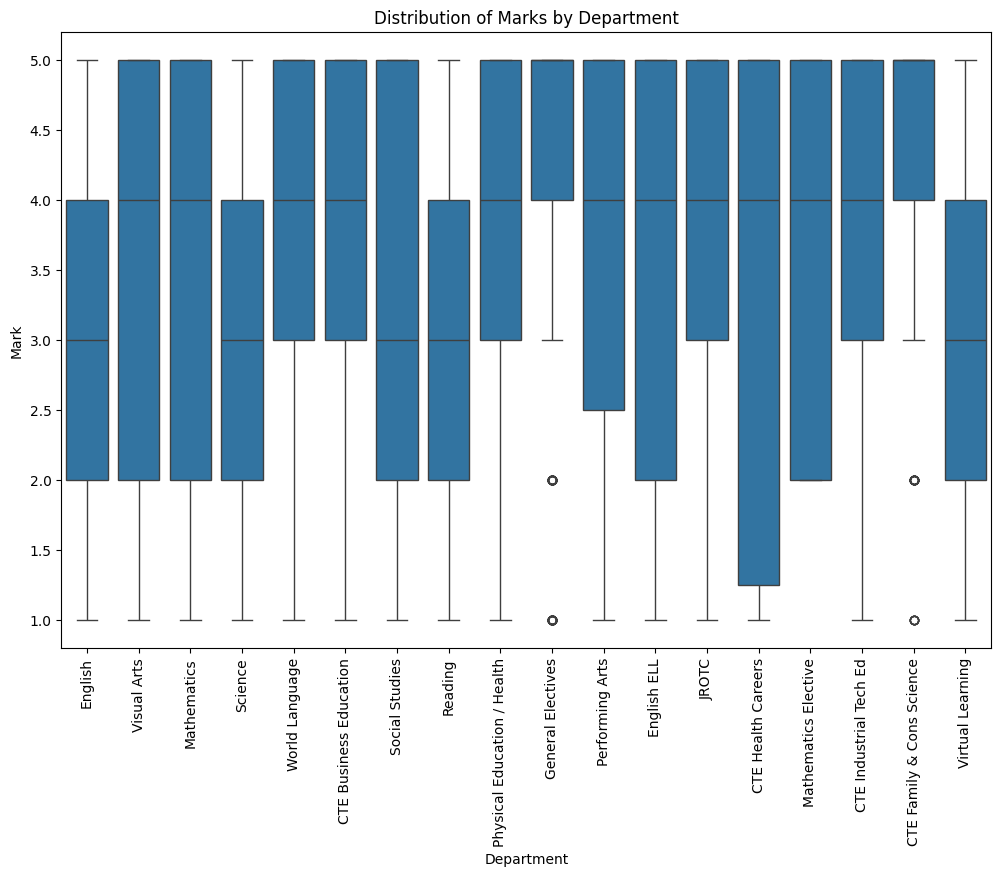 Distribution of Marks by Department
Mark
5.0
4.5
4.0
3.5
3.0
2.5
2.0
1.5
1.0
English
Visual Arts
Mathematics
Science
World Language
CTE Business Education
Social Studies
Reading
Physical Education / Health
General Electives
Performing Arts
English ELL
JROTC
CTE Health Careers
Mathematics Elective
CTE Industrial Tech Ed
CTE Family & Cons Science
Virtual Learning
Department